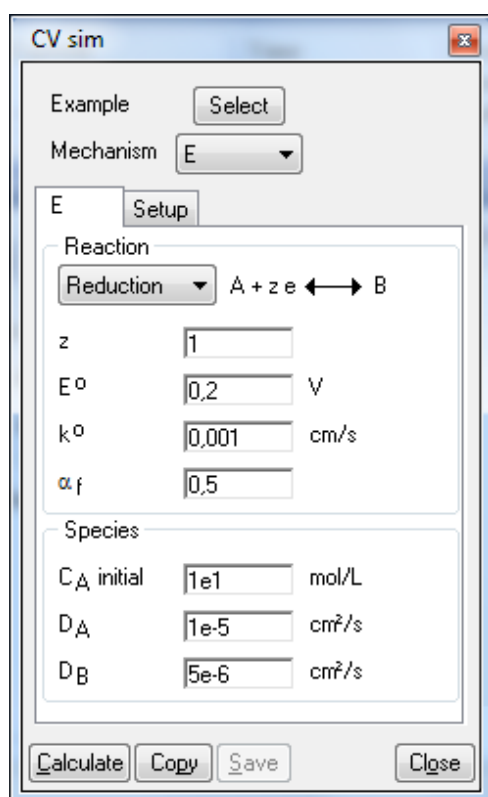 CV sim
Example Select
Mechanism E
E Setup
Reaction
Reduction A + z e ⟷ B
z 1
E° 0,2 V
k° 0,001 cm/s
αf 0,5
Species
CA initial 1e1 mol/L
DA 1e-5 cm²/s
DB 5e-6 cm²/s
Calculate Copy Save Close